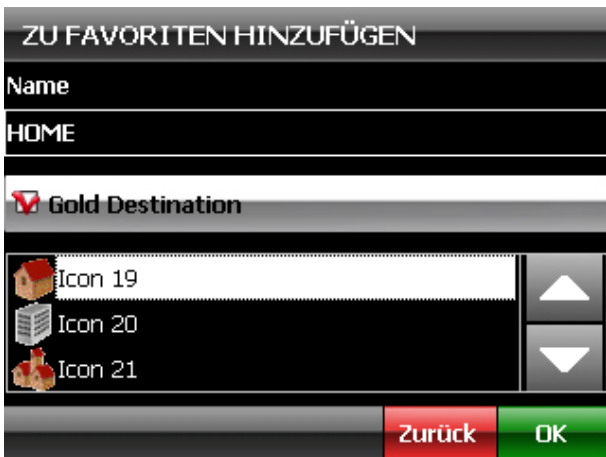 ZU FAVORITEN HINZUFÜGEN
Name
HOME
Gold Destination
Icon 19
Icon 20
Icon 21
Zurück OK